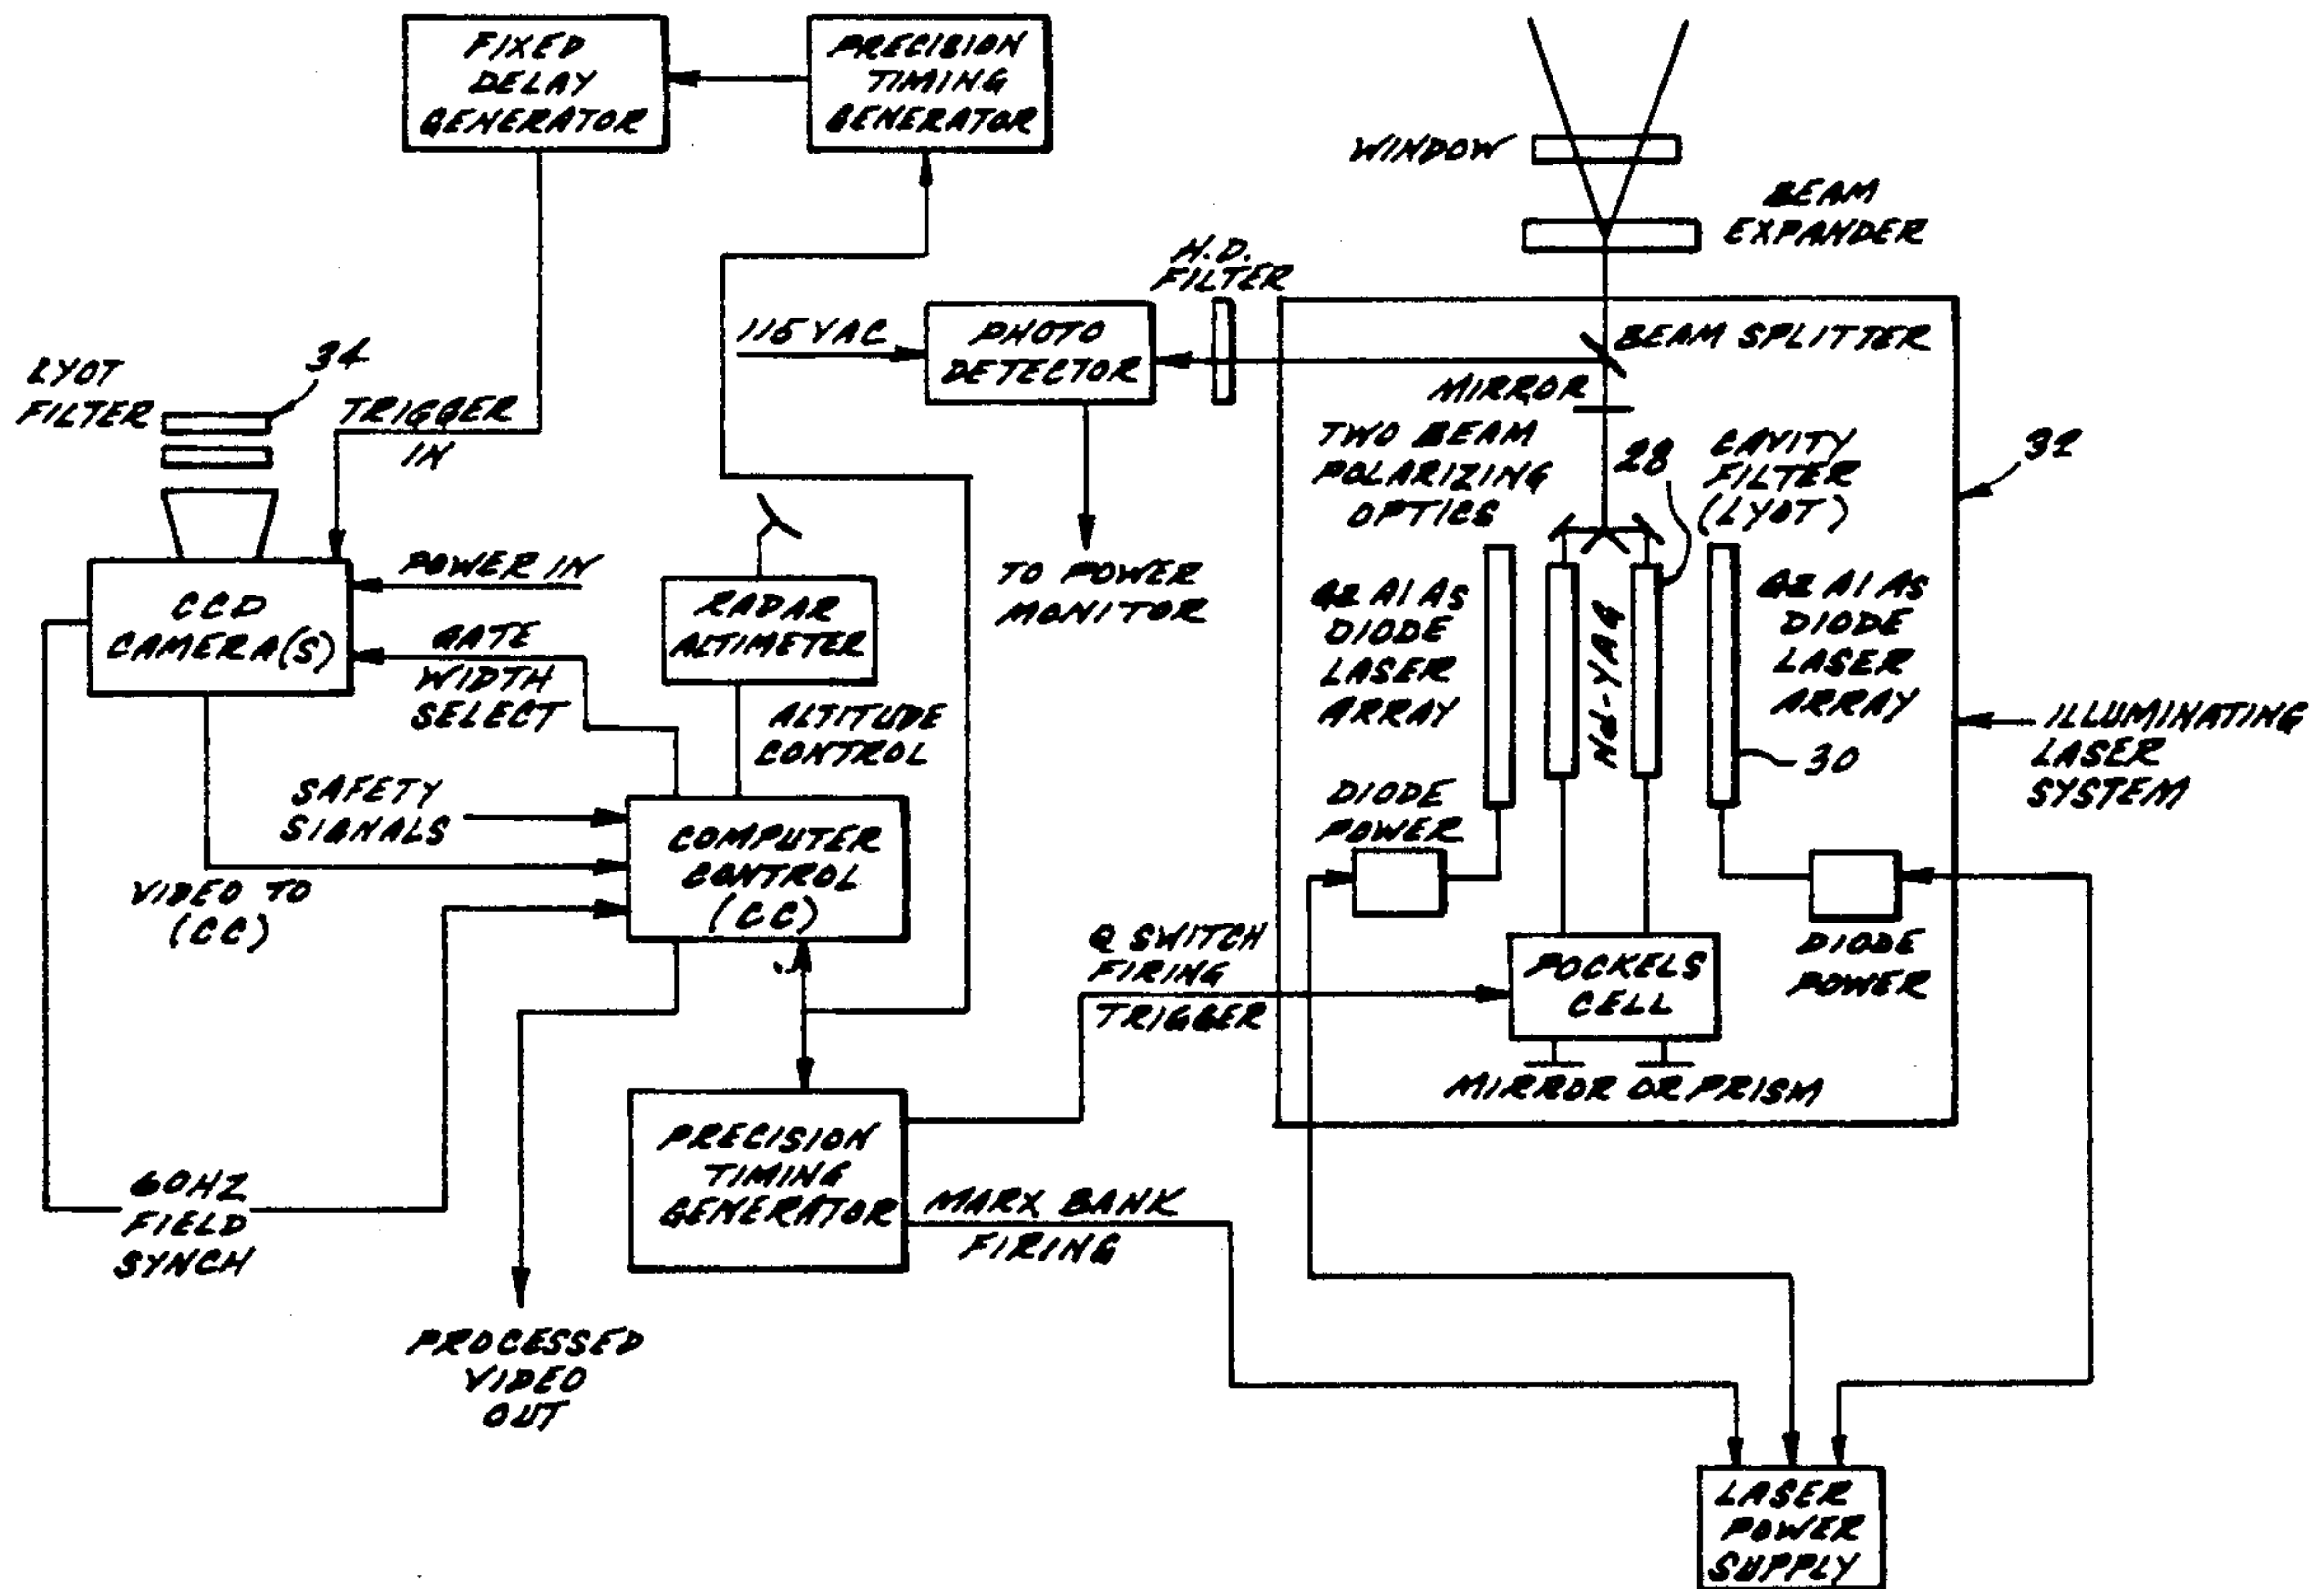 FIXED
DELAY
GENERATOR
PRECISION
TIMING
GENERATOR
WINDOW
BEAM
EXPANDER
N.D.
FILTER
115 VAC
PHOTO
DETECTOR
BEAM SPLITTER
MIRROR
LYOT
FILTER
34
TRIGGER
IN
TWO BEAM
POLARIZING
OPTICS
28
CAVITY
FILTER
(LYOT)
32
POWER IN
CCD
CAMERA(S)
GATE
WIDTH
SELECT
RADAR
ALTIMETER
TO POWER
MONITOR
Ga Al As
DIODE
LASER
ARRAY
Nd-YAG
Ga Al As
DIODE
LASER
ARRAY
30
ILLUMINATING
LASER
SYSTEM
ALTITUDE
CONTROL
SAFETY
SIGNALS
DIODE
POWER
COMPUTER
CONTROL
(CC)
VIDEO TO
(CC)
Q SWITCH
FIRING
TRIGGER
POCKELS
CELL
DIODE
POWER
MIRROR OR PRISM
PRECISION
TIMING
GENERATOR
60HZ
FIELD
SYNCH
MARX BANK
FIRING
PROCESSED
VIDEO
OUT
LASER
POWER
SUPPLY